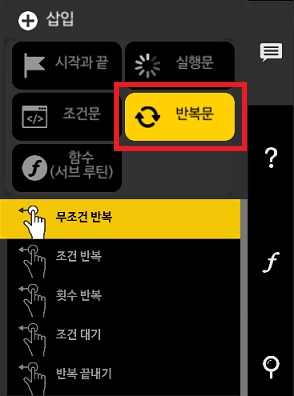 삽입
시작과 끝
실행문
조건문
반복문
함수
(서브 루틴)
무조건 반복
조건 반복
횟수 반복
조건 대기
반복 끝내기